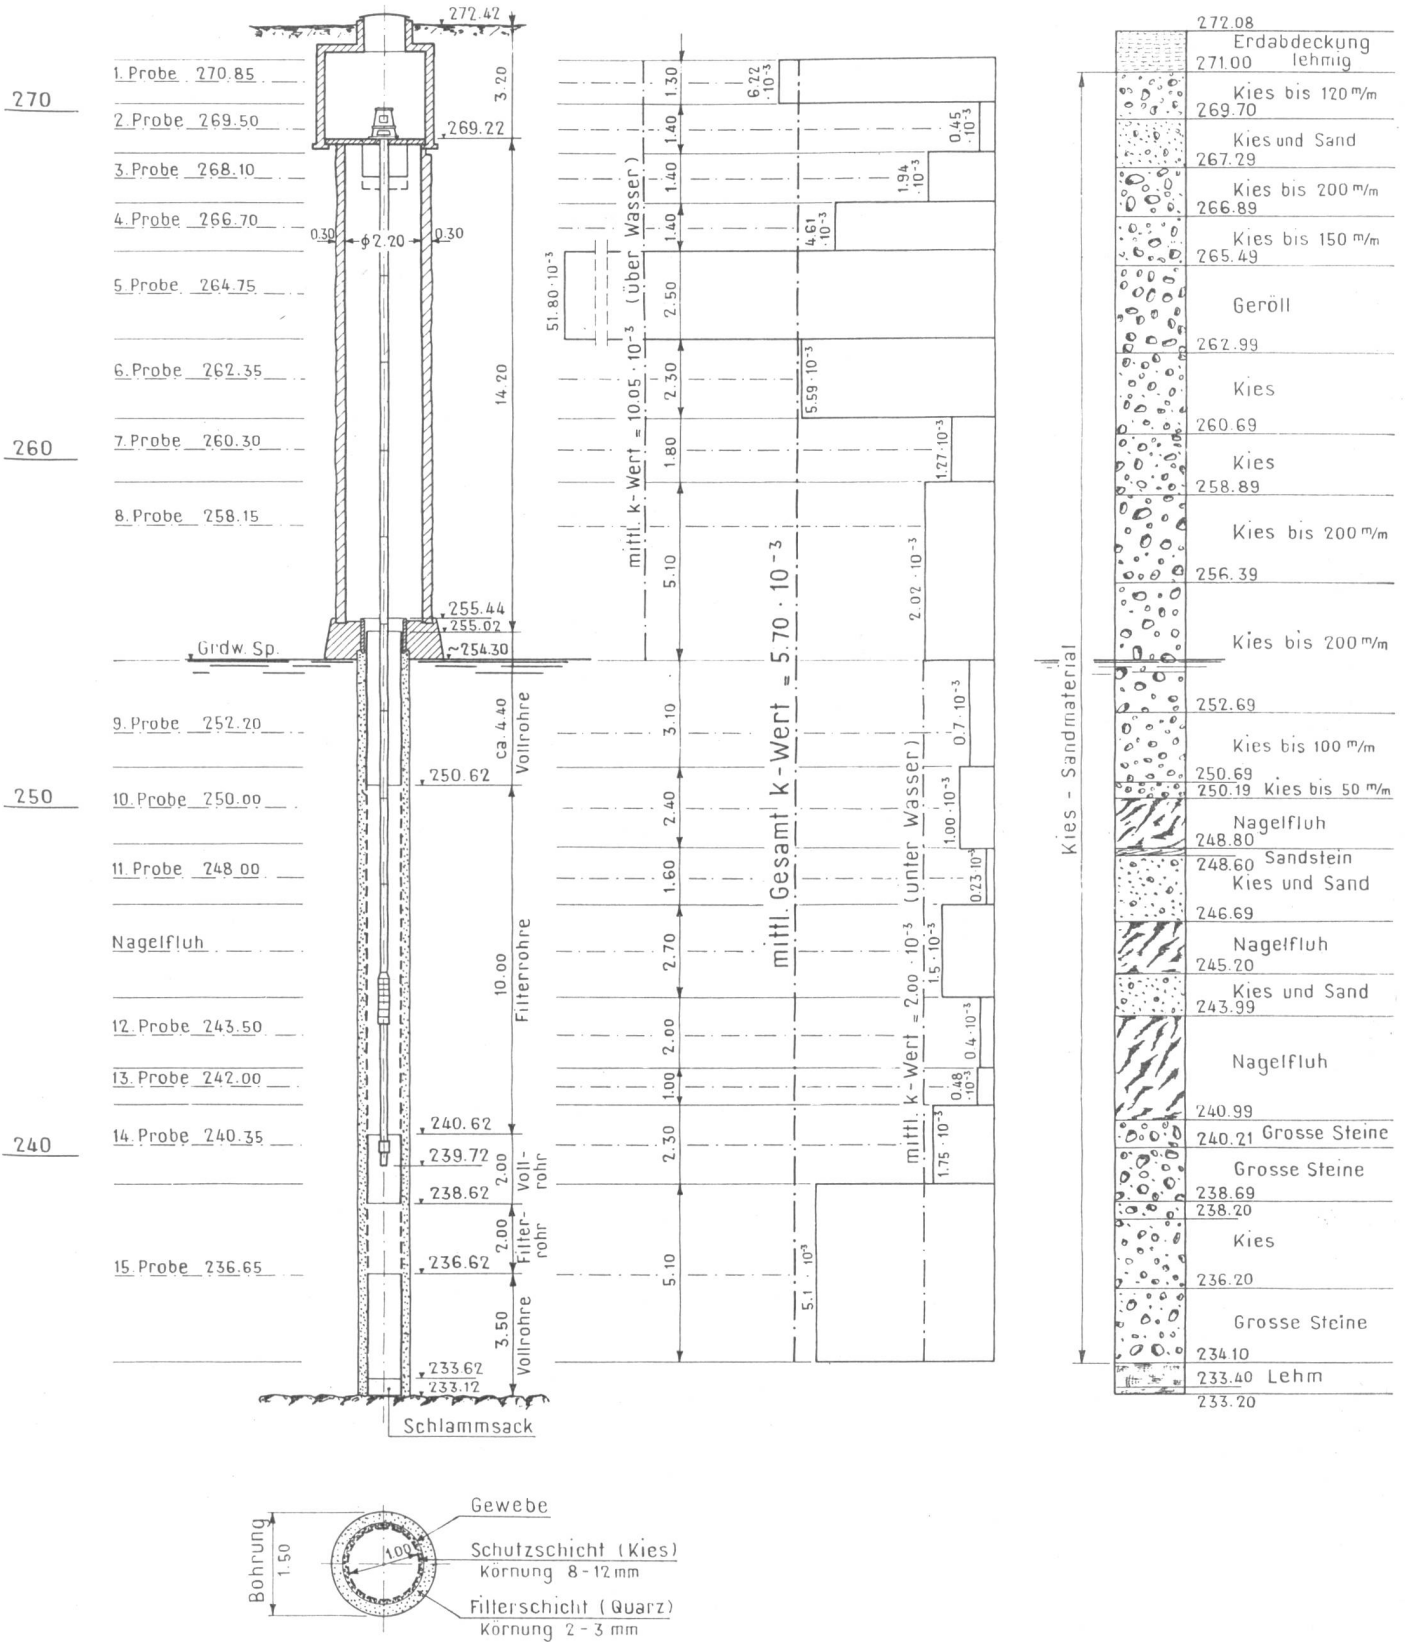 270
260
250
240
1. Probe 270.85
2. Probe 269.50
3. Probe 268.10
4. Probe 266.70
5. Probe 264.75
6. Probe 262.35
7. Probe 260.30
8. Probe 258.15
Grdw. Sp.
9. Probe 252.20
10. Probe 250.00
11. Probe 248.00
Nagelfluh
12. Probe 243.50
13. Probe 242.00
14. Probe 240.35
15. Probe 236.65
272.42
269.22
0.30
ϕ 2.20
0.30
255.44
255.02
~254.30
250.62
240.62
239.72
238.62
236.62
233.62
233.12
Schlammsack
3.20
14.20
ca. 4.40
Vollrohre
10.00
Filterrohre
2.00
Voll-
rohr
2.00
Filter-
rohr
3.50
Vollrohre
1.30
1.40
1.40
1.40
2.50
2.30
1.80
5.10
3.10
2.40
1.60
2.70
2.00
1.00
2.30
5.10
mittl. k-Wert = 10.05 · 10⁻³ (über Wasser)
mittl. Gesamt k-Wert = 5.70 · 10⁻³
mittl. k-Wert = 2.00 · 10⁻³ (unter Wasser)
6.22
· 10⁻³
0.45
· 10⁻³
1.94
· 10⁻³
4.61
· 10⁻³
51.80 · 10⁻³
5.59 · 10⁻³
1.27 · 10⁻³
2.02 · 10⁻³
0.7 · 10⁻³
1.00 · 10⁻³
0.23 · 10⁻³
1.5 · 10⁻³
0.4 · 10⁻³
0.48
· 10⁻³
1.75 · 10⁻³
5.1 · 10⁻³
Kies - Sandmaterial
272.08
Erdabdeckung
lehmig
271.00
Kies bis 120 m/m
269.70
Kies und Sand
267.29
Kies bis 200 m/m
266.89
Kies bis 150 m/m
265.49
Geröll
262.99
Kies
260.69
Kies
258.89
Kies bis 200 m/m
256.39
Kies bis 200 m/m
252.69
Kies bis 100 m/m
250.69
250.19 Kies bis 50 m/m
Nagelfluh
248.80
Sandstein
248.60
Kies und Sand
246.69
Nagelfluh
245.20
Kies und Sand
243.99
Nagelfluh
240.99
240.21 Grosse Steine
Grosse Steine
238.69
238.20
Kies
236.20
Grosse Steine
234.10
233.40 Lehm
233.20
Bohrung
1.50
1.00
Gewebe
Schutzschicht (Kies)
Körnung 8-12 mm
Filterschicht (Quarz)
Körnung 2-3 mm